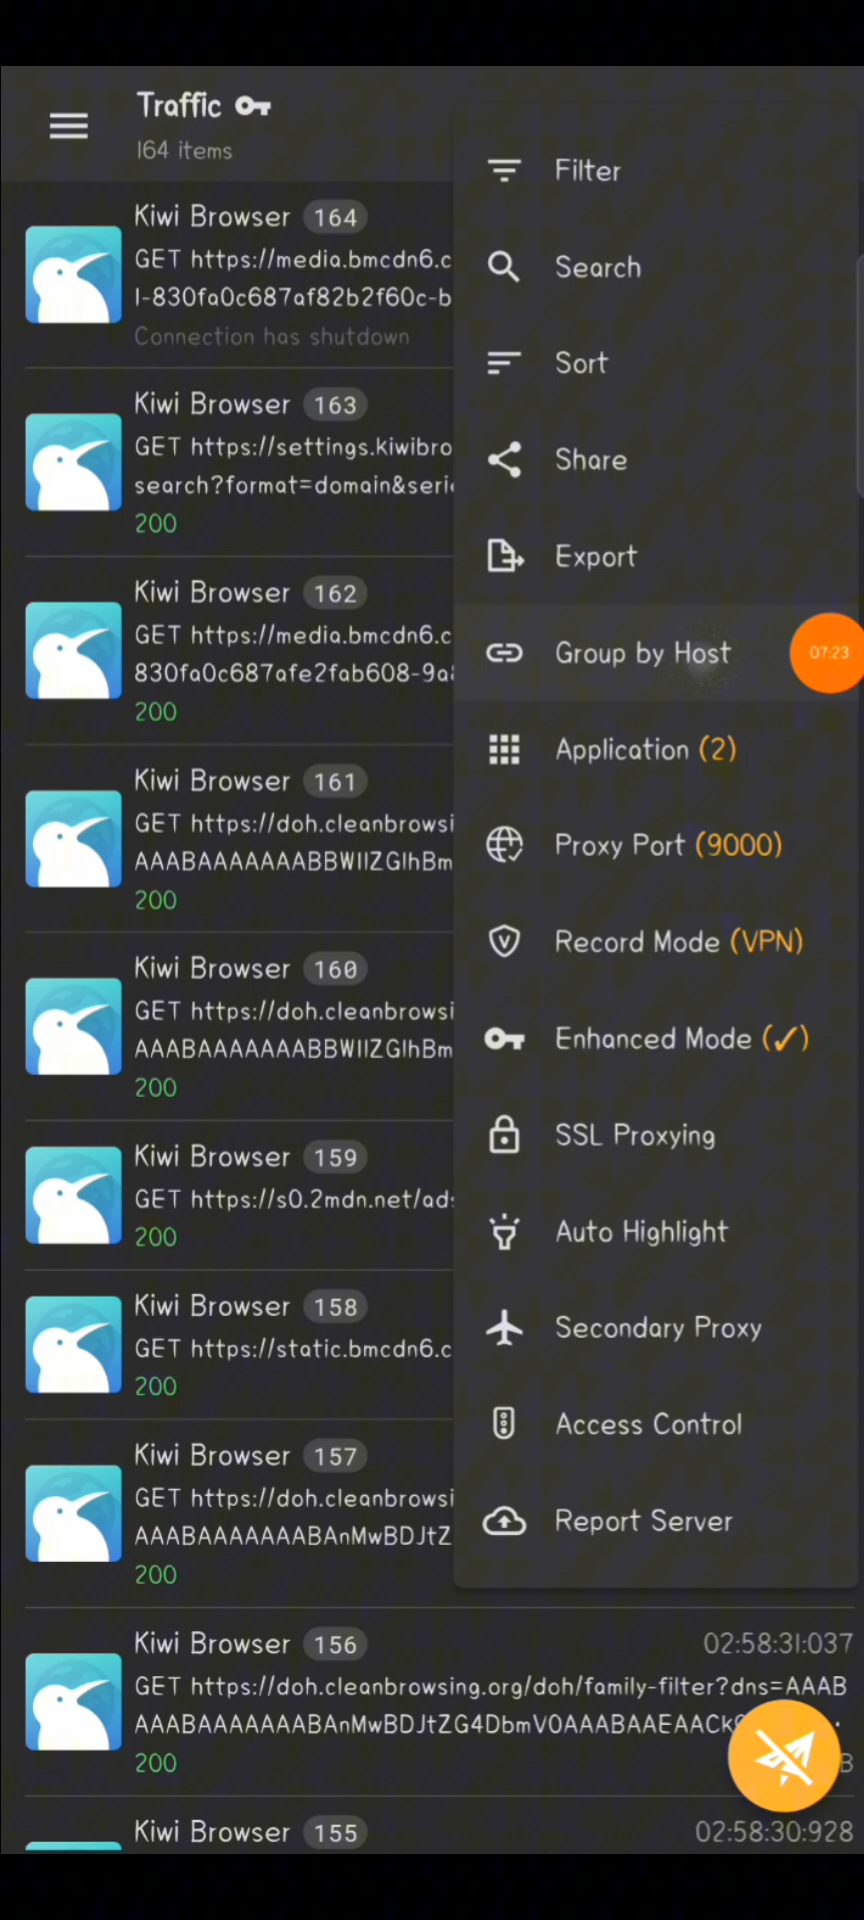 Traffic
164 items
Filter
Search
Sort
Share
Export
Group by Host
07:23
Application (2)
Proxy Port (9000)
Record Mode (VPN)
Enhanced Mode (✓)
SSL Proxying
Auto Highlight
Secondary Proxy
Access Control
Report Server
Kiwi Browser 164
GET https://media.bmcdn6.c
l-830fa0c687af82b2f60c-b
Connection has shutdown
Kiwi Browser 163
GET https://settings.kiwibro
search?format=domain&seri
200
Kiwi Browser 162
GET https://media.bmcdn6.c
830fa0c687afe2fab608-9a
200
Kiwi Browser 161
GET https://doh.cleanbrowsi
AAABAAAAAAABBWllZGlhBm
200
Kiwi Browser 160
GET https://doh.cleanbrowsi
AAABAAAAAAABBWllZGlhBm
200
Kiwi Browser 159
GET https://s0.2mdn.net/ads
200
Kiwi Browser 158
GET https://static.bmcdn6.c
200
Kiwi Browser 157
GET https://doh.cleanbrowsi
AAABAAAAAAABAnMwBDJtZ
200
Kiwi Browser 156 02:58:31:037
GET https://doh.cleanbrowsing.org/doh/family-filter?dns=AAAB
AAABAAAAAAABAnMwBDJtZG4DbmV0AAABAAEAACk
200 B
Kiwi Browser 155 02:58:30:928